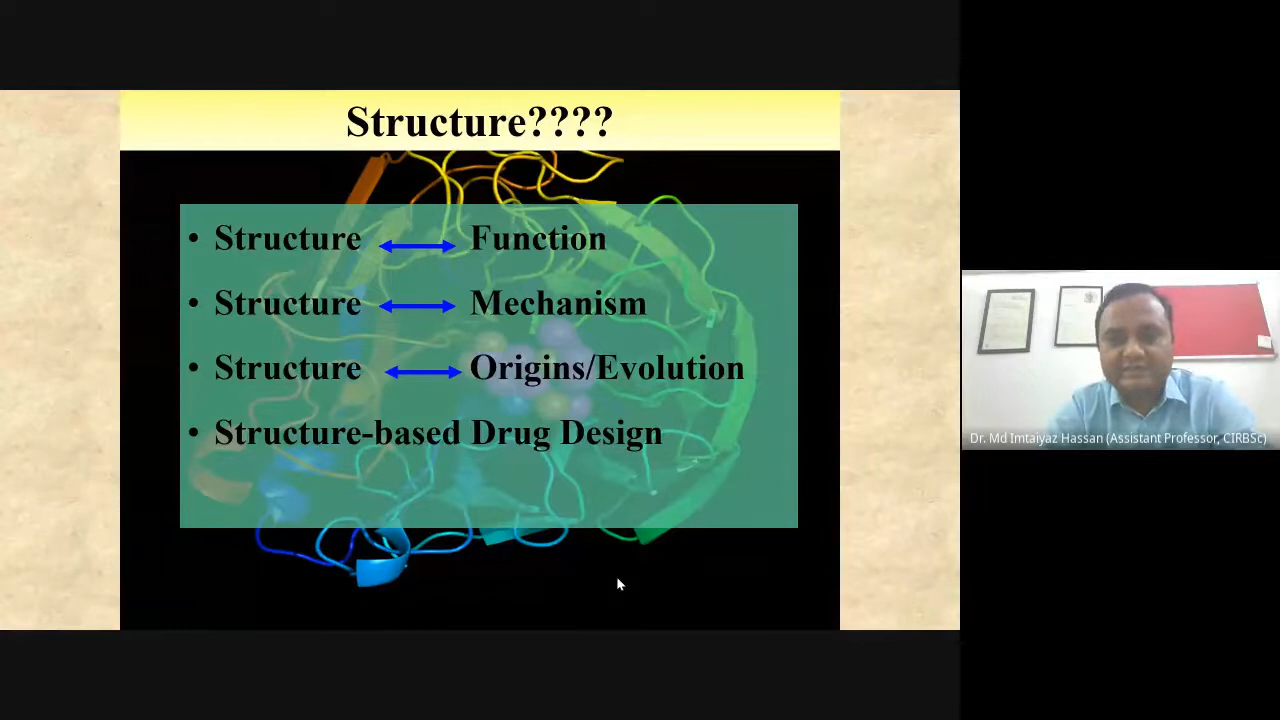 Structure????
• Structure Function
• Structure Mechanism
• Structure Origins/Evolution
• Structure-based Drug Design
Dr. Md Imtaiyaz Hassan (Assistant Professor, CIRBSc)